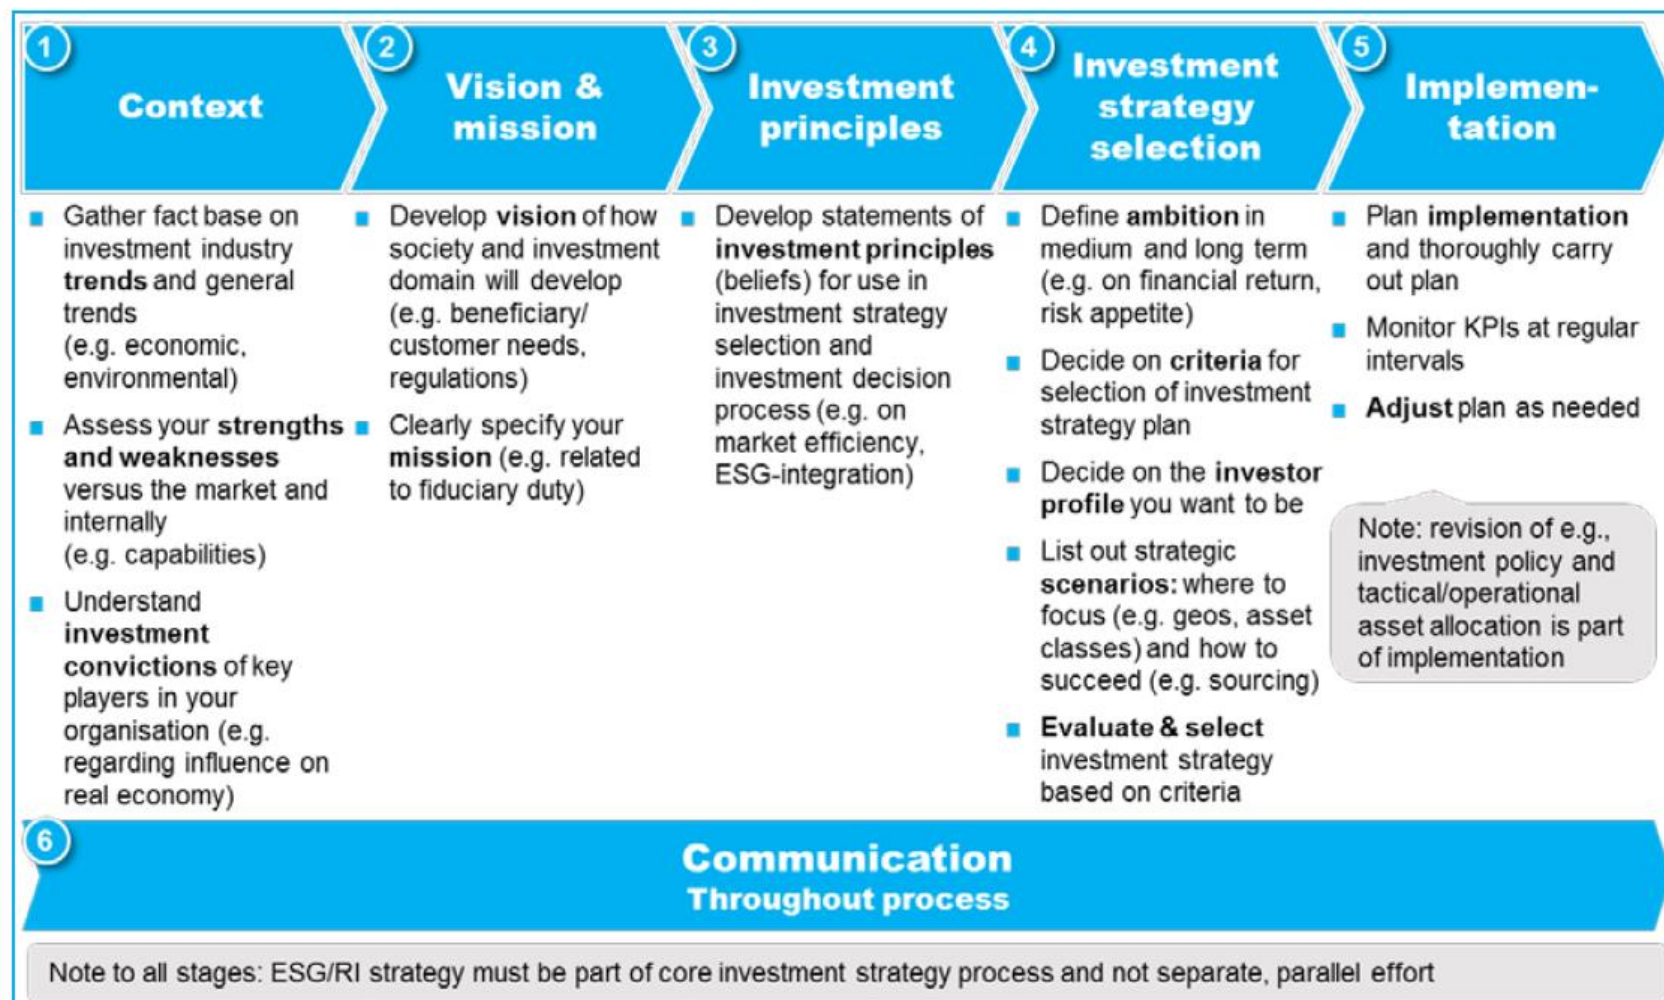 1
Context
2
Vision &
mission
3
Investment
principles
4
Investment
strategy
selection
5
Implemen-
tation
Gather fact base on
investment industry
trends and general
trends
(e.g. economic,
environmental)
Assess your strengths
and weaknesses
versus the market and
internally
(e.g. capabilities)
Understand
investment
convictions of key
players in your
organisation (e.g.
regarding influence on
real economy)
Develop vision of how
society and investment
domain will develop
(e.g. beneficiary/
customer needs,
regulations)
Clearly specify your
mission (e.g. related
to fiduciary duty)
Develop statements of
investment principles
(beliefs) for use in
investment strategy
selection and
investment decision
process (e.g. on
market efficiency,
ESG-integration)
Define ambition in
medium and long term
(e.g. on financial return,
risk appetite)
Decide on criteria for
selection of investment
strategy plan
Decide on the investor
profile you want to be
List out strategic
scenarios: where to
focus (e.g. geos, asset
classes) and how to
succeed (e.g. sourcing)
Evaluate & select
investment strategy
based on criteria
Plan implementation
and thoroughly carry
out plan
Monitor KPIs at regular
intervals
Adjust plan as needed
Note: revision of e.g.,
investment policy and
tactical/operational
asset allocation is part
of implementation
6
Communication
Throughout process
Note to all stages: ESG/RI strategy must be part of core investment strategy process and not separate, parallel effort